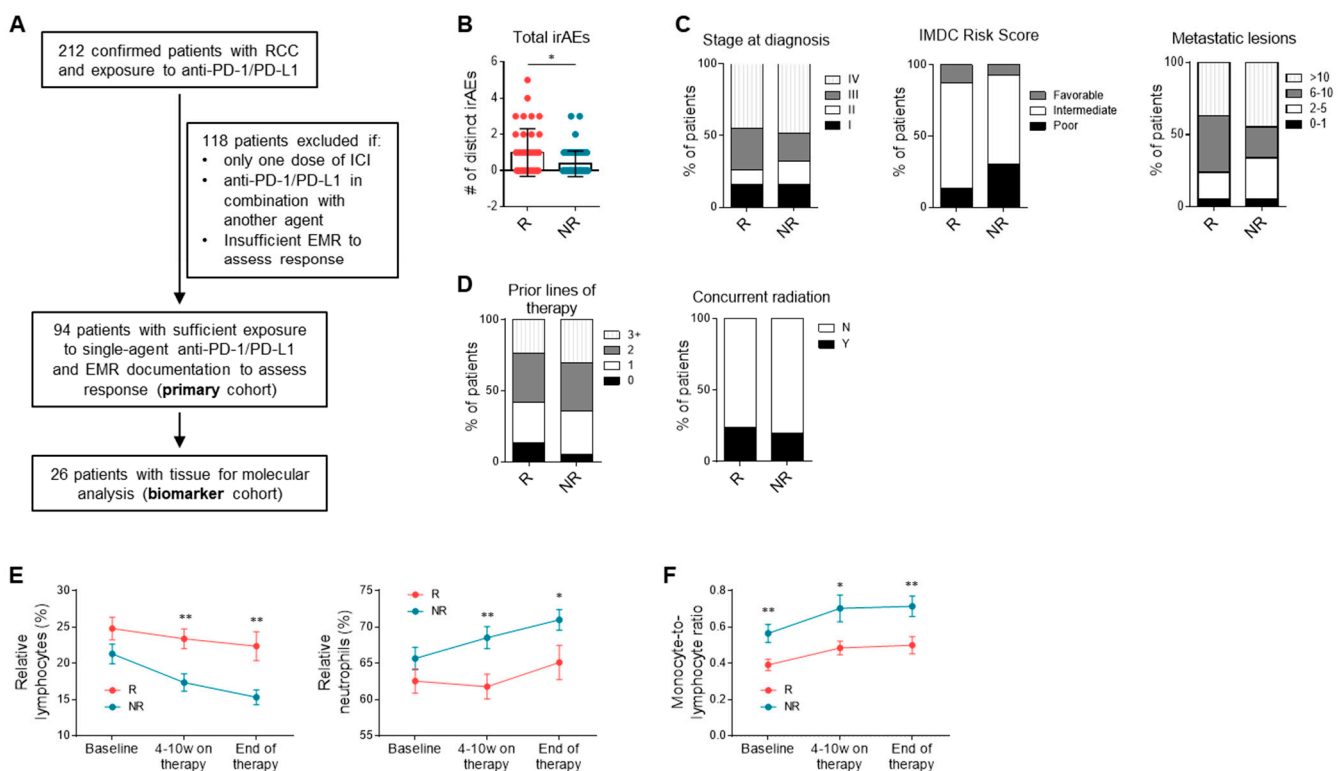 A
212 confirmed patients with RCC
and exposure to anti-PD-1/PD-L1
118 patients excluded if:
• only one dose of ICI
• anti-PD-1/PD-L1 in
combination with
another agent
• Insufficient EMR to
assess response
94 patients with sufficient exposure
to single-agent anti-PD-1/PD-L1
and EMR documentation to assess
response (primary cohort)
26 patients with tissue for molecular
analysis (biomarker cohort)
B
Total irAEs
*
# of distinct irAEs
6
4
2
0
-2
R
NR
C
Stage at diagnosis
% of patients
100
50
0
R
NR
IV
III
II
I
IMDC Risk Score
% of patients
100
50
0
R
NR
Favorable
Intermediate
Poor
Metastatic lesions
% of patients
100
50
0
R
NR
>10
6-10
2-5
0-1
D
Prior lines of
therapy
% of patients
100
50
0
R
NR
3+
2
1
0
Concurrent radiation
% of patients
100
50
0
R
NR
N
Y
E
Relative
lymphocytes (%)
30
25
20
15
10
** **
R
NR
Baseline
4-10w on
therapy
End of
therapy
Relative
neutrophils (%)
75
70
65
60
55
R
NR
** *
Baseline
4-10w on
therapy
End of
therapy
F
Monocyte-to-
lymphocyte ratio
0.8
0.6
0.4
0.2
0.0
** * **
R
NR
Baseline
4-10w on
therapy
End of
therapy